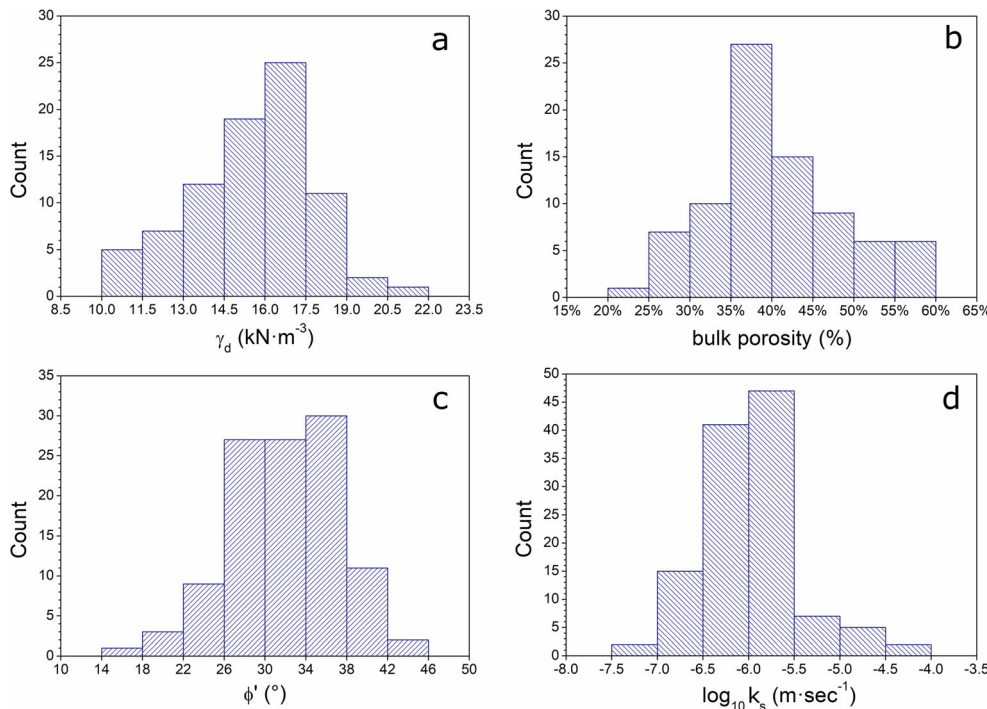 a
30
25
20
15
10
5
0
Count
8.5 10.0 11.5 13.0 14.5 16.0 17.5 19.0 20.5 22.0 23.5
γd (kN·m-3)
b
30
25
20
15
10
5
0
Count
15% 20% 25% 30% 35% 40% 45% 50% 55% 60% 65%
bulk porosity (%)
c
35
30
25
20
15
10
5
0
Count
10 14 18 22 26 30 34 38 42 46 50
ϕ' (°)
d
50
45
40
35
30
25
20
15
10
5
0
Count
-8.0 -7.5 -7.0 -6.5 -6.0 -5.5 -5.0 -4.5 -4.0 -3.5
log10 ks (m·sec-1)